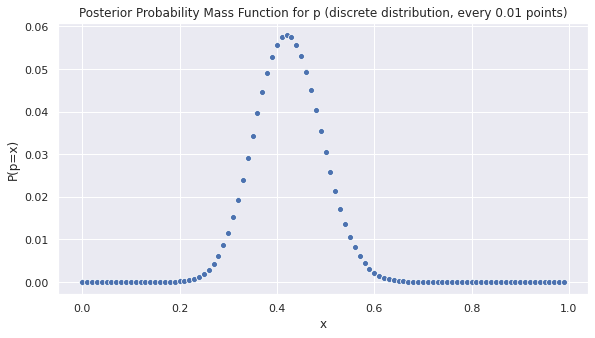 Posterior Probability Mass Function for p (discrete distribution, every 0.01 points)
0.06
0.05
0.04
0.03
0.02
0.01
0.00
P(p=x)
0.0 0.2 0.4 0.6 0.8 1.0
x